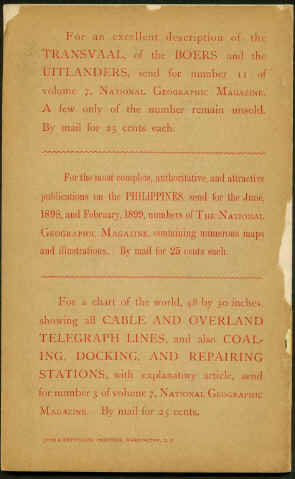 For an excellent description of the
TRANSVAAL, of the BOERS and the
UITLANDERS, send for number 11 of
volume 7, NATIONAL GEOGRAPHIC MAGAZINE.
A few only of the number remain unsold.
By mail for 25 cents each.
For the most complete, authoritative, and attractive
publications on the PHILIPPINES, send for the June,
1898, and February, 1899, numbers of THE NATIONAL
GEOGRAPHIC MAGAZINE, containing numerous maps
and illustrations. By mail for 25 cents each.
For a chart of the world, 48 by 30 inches,
showing all CABLE AND OVERLAND
TELEGRAPH LINES, and also COAL-
ING, DOCKING, AND REPAIRING
STATIONS, with explanatory article, send
for number 3 of volume 7, NATIONAL GEOGRAPHIC
MAGAZINE. By mail for 25 cents.
PRINTERS, WASHINGTON, D. C.